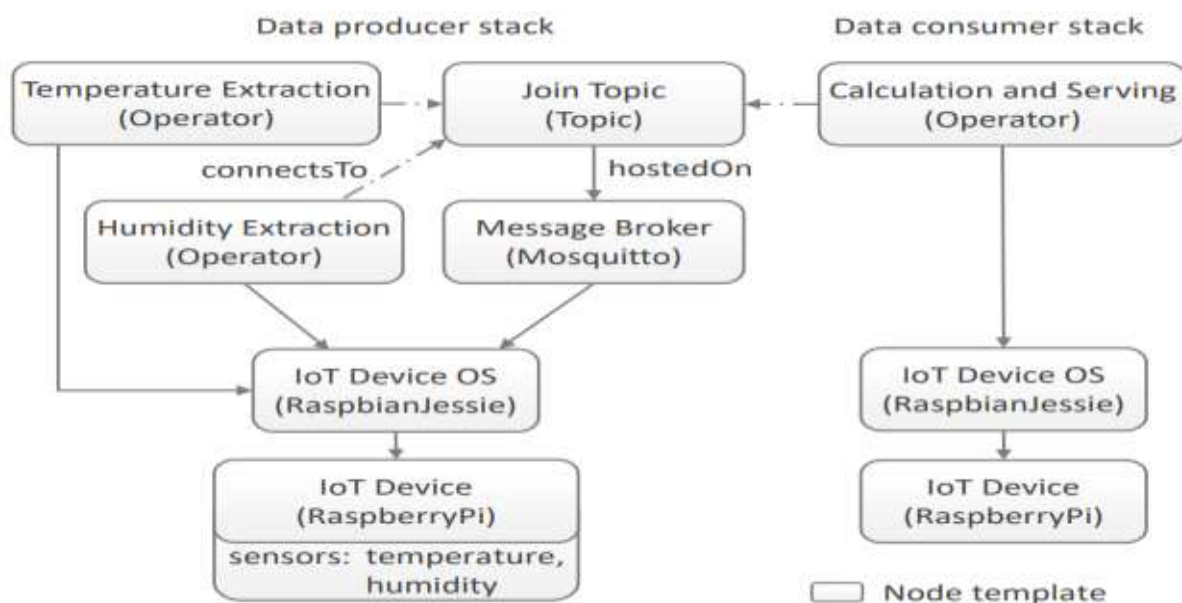 Data producer stack
Data consumer stack
Temperature Extraction
(Operator)
Join Topic
(Topic)
Calculation and Serving
(Operator)
connectsTo
hostedOn
Humidity Extraction
(Operator)
Message Broker
(Mosquitto)
IoT Device OS
(RaspbianJessie)
IoT Device OS
(RaspbianJessie)
IoT Device
(RaspberryPi)
sensors: temperature,
humidity
IoT Device
(RaspberryPi)
Node template